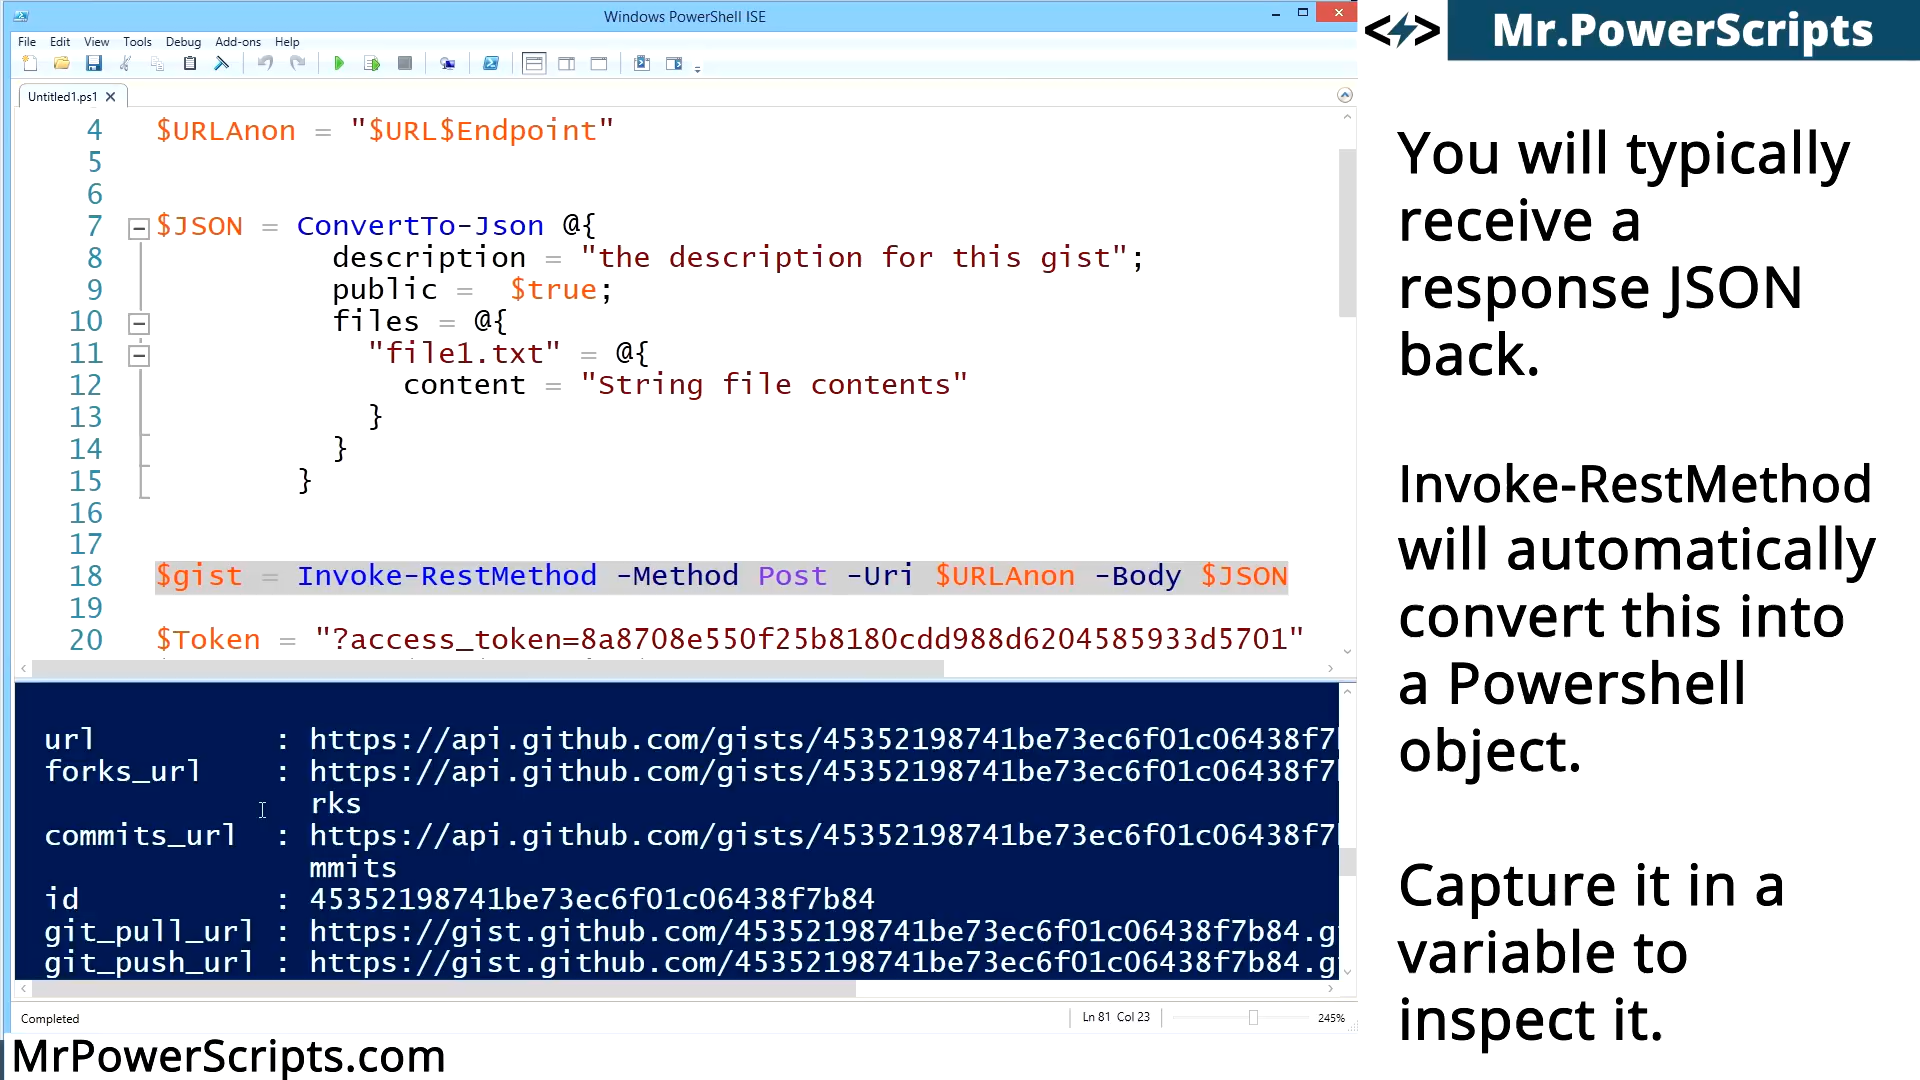 Windows PowerShell ISE
File Edit View Tools Debug Add-ons Help
Untitled1.ps1
4 $URLAnon = "$URL$Endpoint"
5
6
7 $JSON = ConvertTo-Json @{
8 description = "the description for this gist";
9 public = $true;
10 files = @{
11 "file1.txt" = @{
12 content = "String file contents"
13 }
14 }
15 }
16
17
18 $gist = Invoke-RestMethod -Method Post -Uri $URLAnon -Body $JSON
19
20 $Token = "?access_token=8a8708e550f25b8180cdd988d6204585933d5701"
url : https://api.github.com/gists/45352198741be73ec6f01c06438f7b
forks_url : https://api.github.com/gists/45352198741be73ec6f01c06438f7b
rks
commits_url : https://api.github.com/gists/45352198741be73ec6f01c06438f7b
mmits
id : 45352198741be73ec6f01c06438f7b84
git_pull_url : https://gist.github.com/45352198741be73ec6f01c06438f7b84.g
git_push_url : https://gist.github.com/45352198741be73ec6f01c06438f7b84.g
Completed
Ln 81 Col 23
245%
MrPowerScripts.com
Mr.PowerScripts
You will typically
receive a
response JSON
back.
Invoke-RestMethod
will automatically
convert this into
a Powershell
object.
Capture it in a
variable to
inspect it.